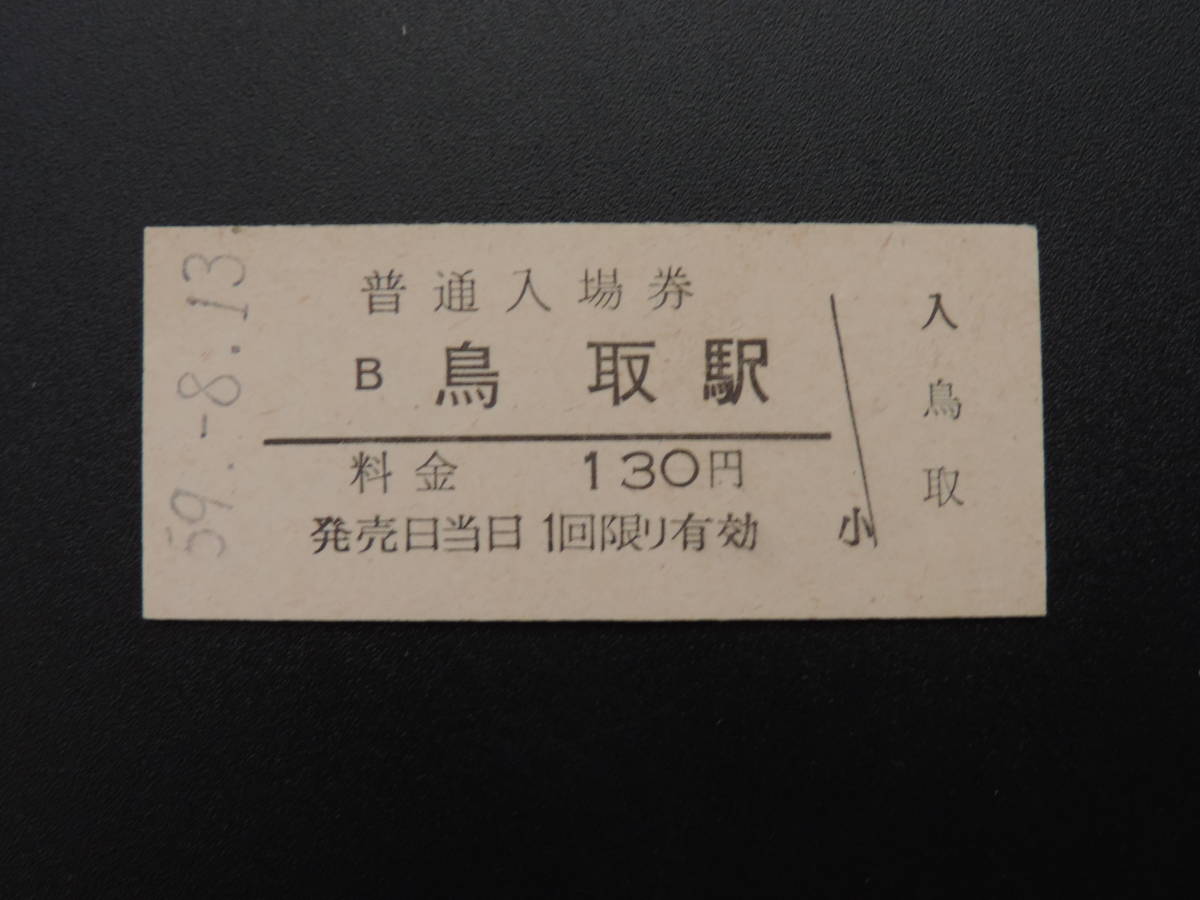 59.-8.13
普通入場券
B 鳥取駅
料金 130円
発売日当日1回限り有効
小
入
鳥
取